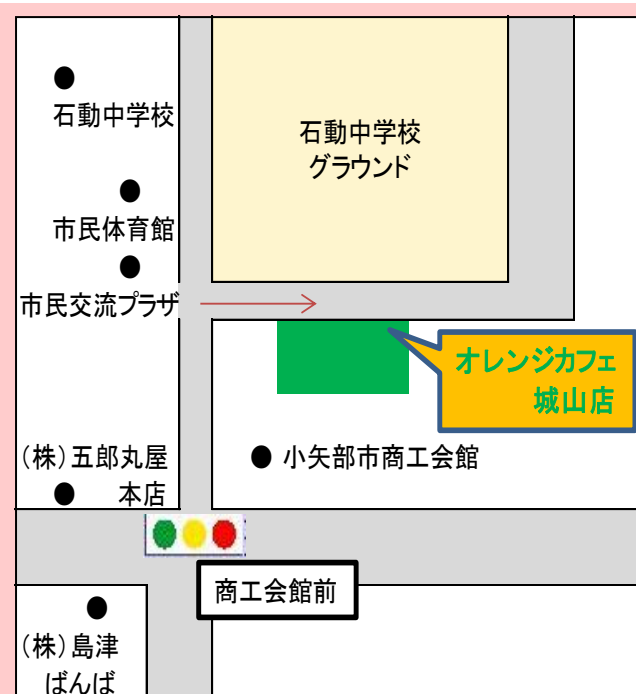 石動中学校
石動中学校
グラウンド
市民体育館
市民交流プラザ
オレンジカフェ
城山店
(株)五郎丸屋
本店
小矢部市商工会館
商工会館前
(株)島津
ばんば